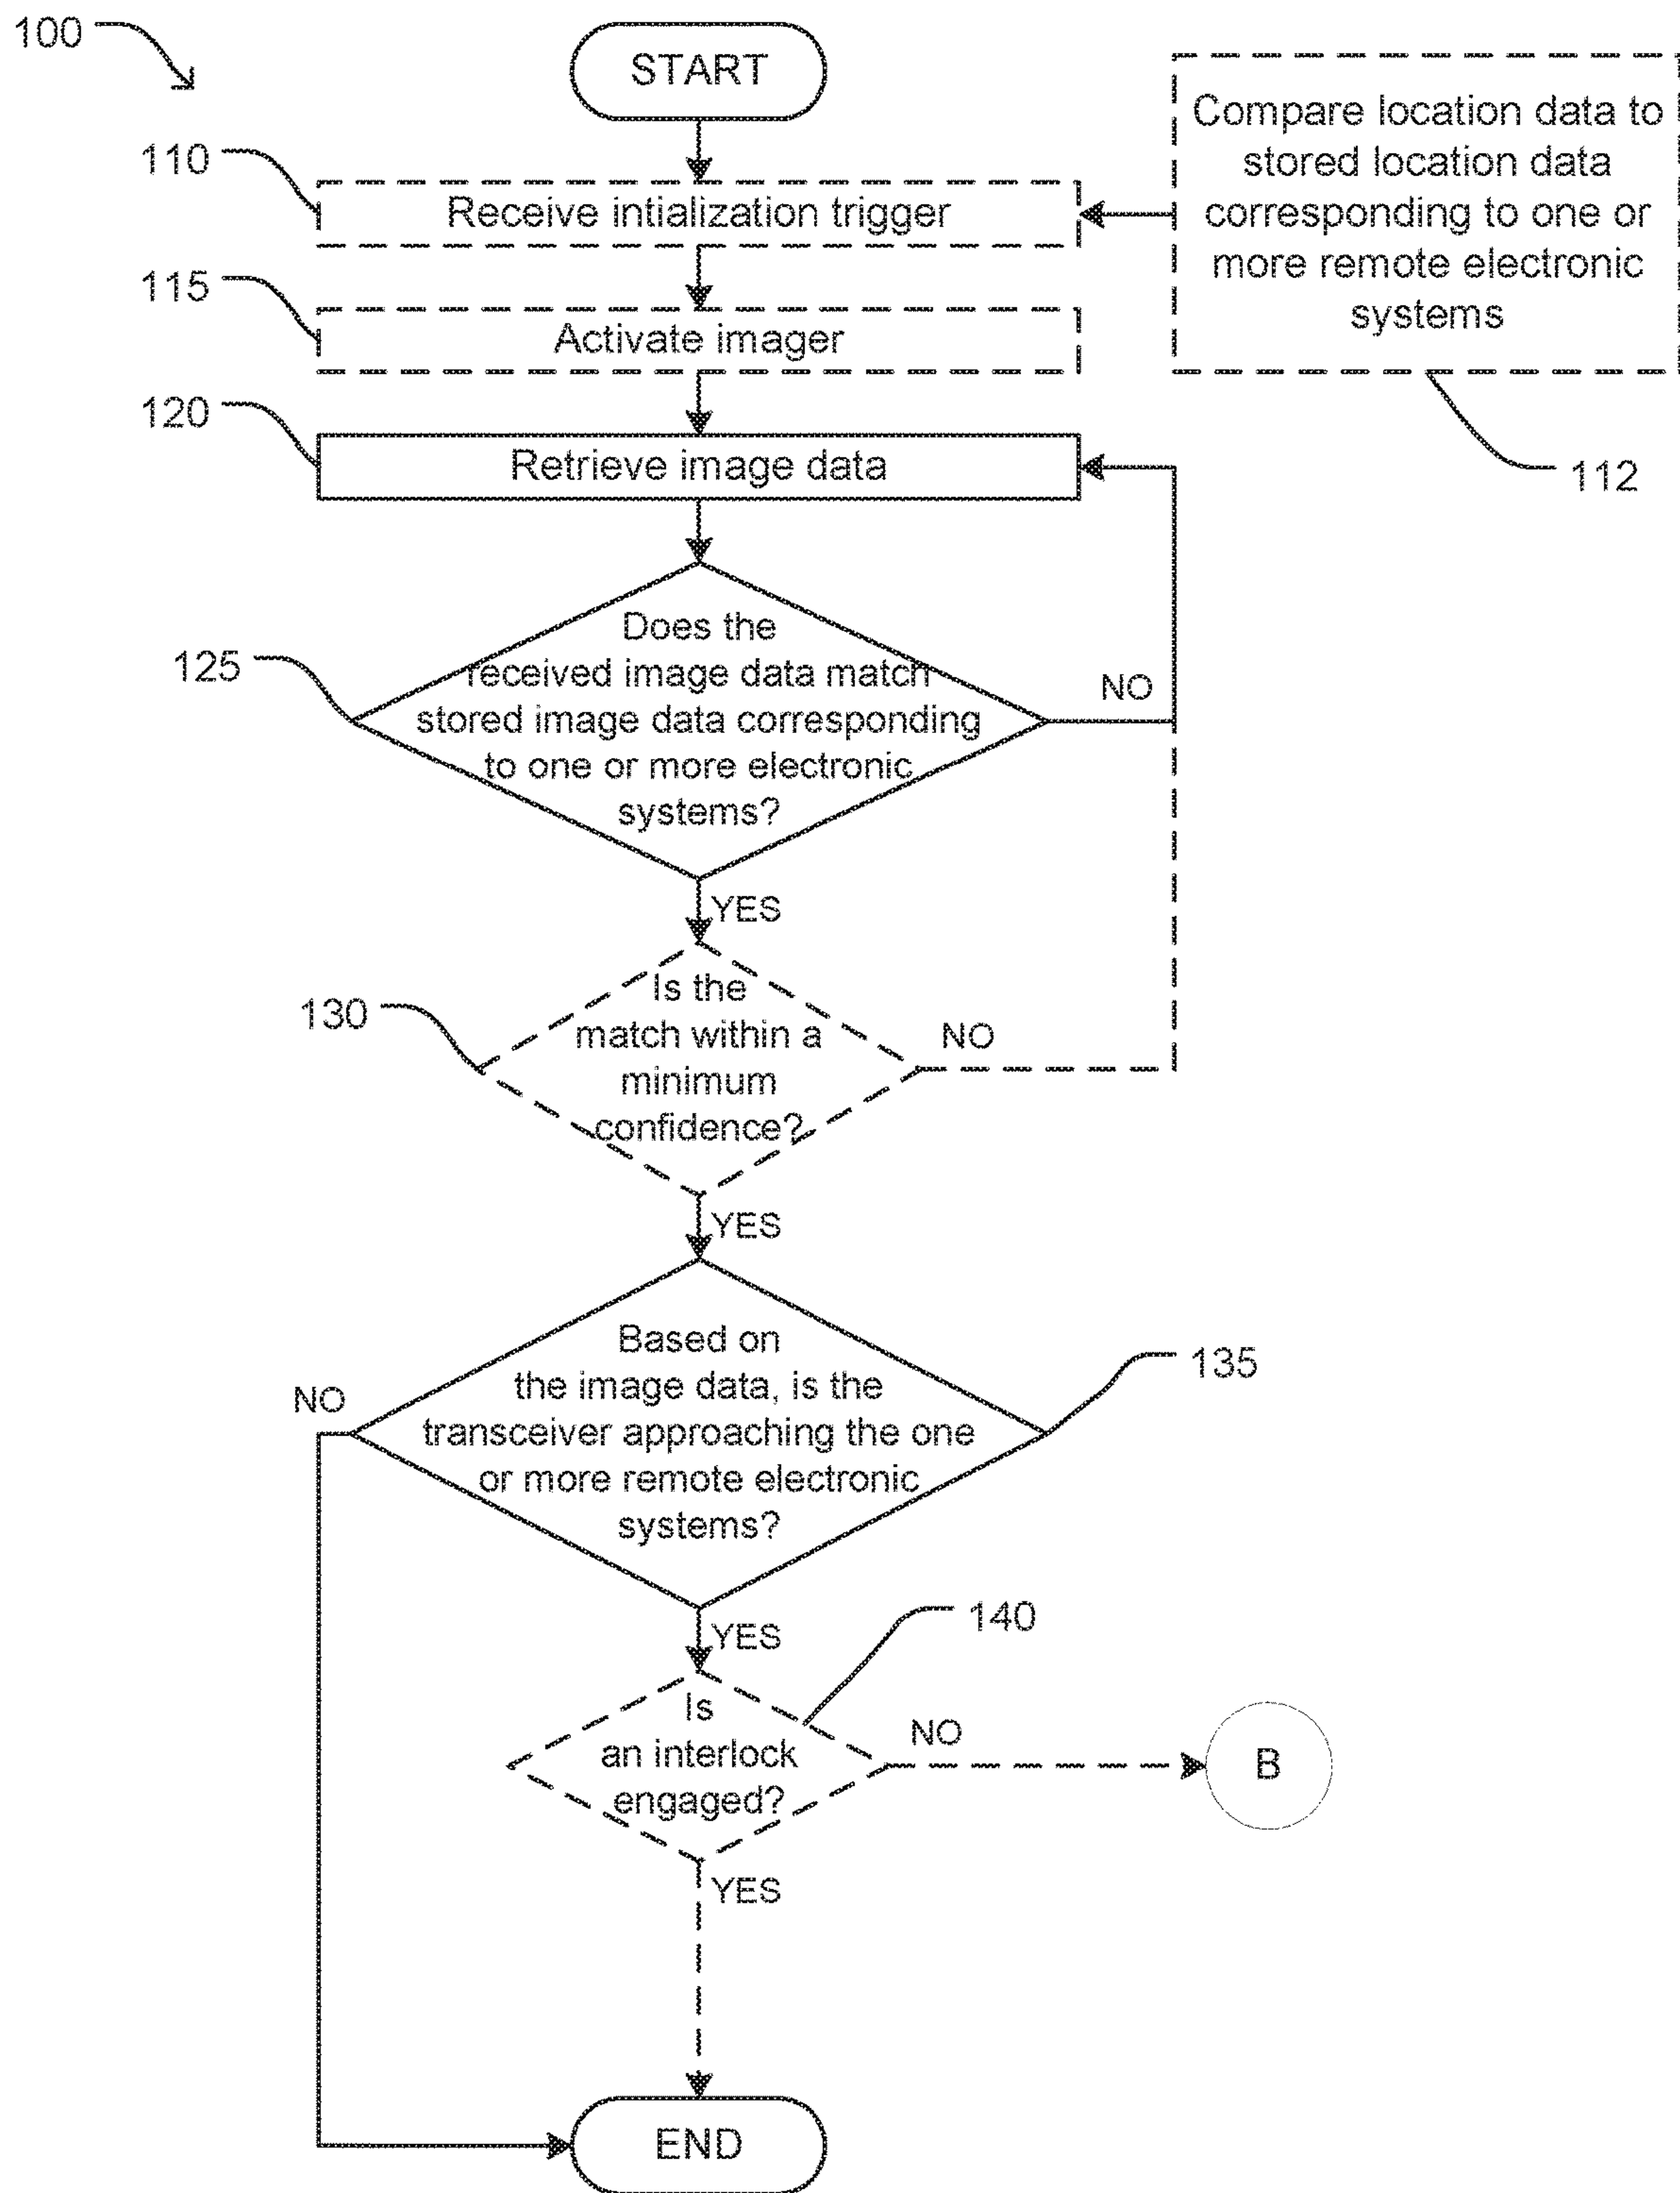 100
START
Compare location data to
stored location data
corresponding to one or
more remote electronic
systems
112
110
Receive intialization trigger
115
Activate imager
120
Retrieve image data
125
Does the
received image data match
stored image data corresponding
to one or more electronic
systems?
NO
YES
130
Is the
match within a
minimum
confidence?
NO
YES
135
Based on
the image data, is the
transceiver approaching the one
or more remote electronic
systems?
NO
YES
140
Is
an interlock
engaged?
NO
B
YES
END